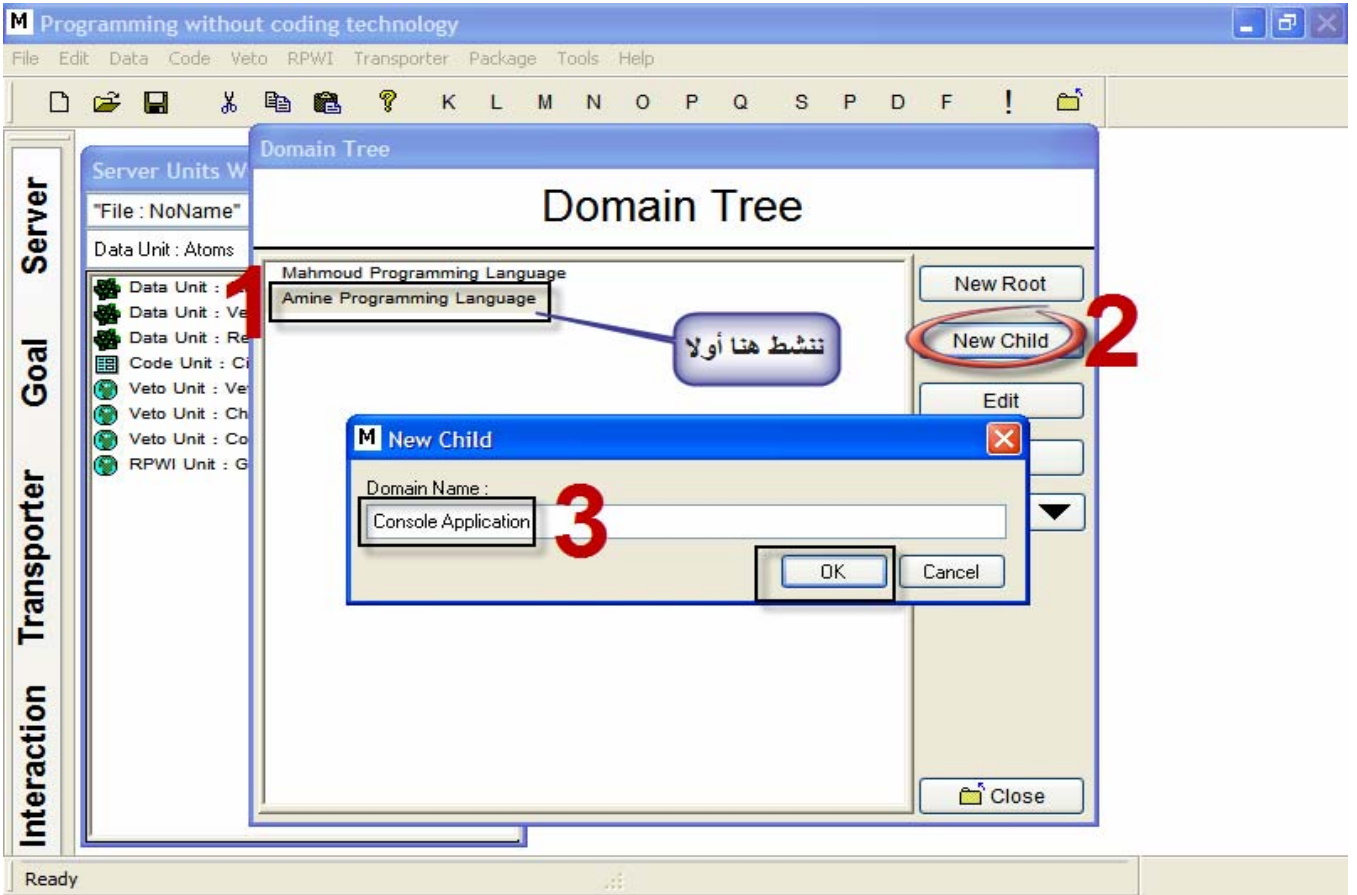 M Programming without coding technology
File Edit Data Code Veto RPWI Transporter Package Tools Help
K L M N O P Q S P D F !
Server
Goal
Transporter
Interaction
Server Units W
"File : NoName"
Data Unit : Atoms
Data Unit :
Data Unit : Ve
Data Unit : Re
Code Unit : Ci
Veto Unit : Ve
Veto Unit : Ch
Veto Unit : Co
RPWI Unit : G
Domain Tree
Domain Tree
Mahmoud Programming Language
1
Amine Programming Language
ننشط هنا أولا
New Root
New Child
2
Edit
M New Child
Domain Name :
Console Application
3
OK
Cancel
Close
Ready